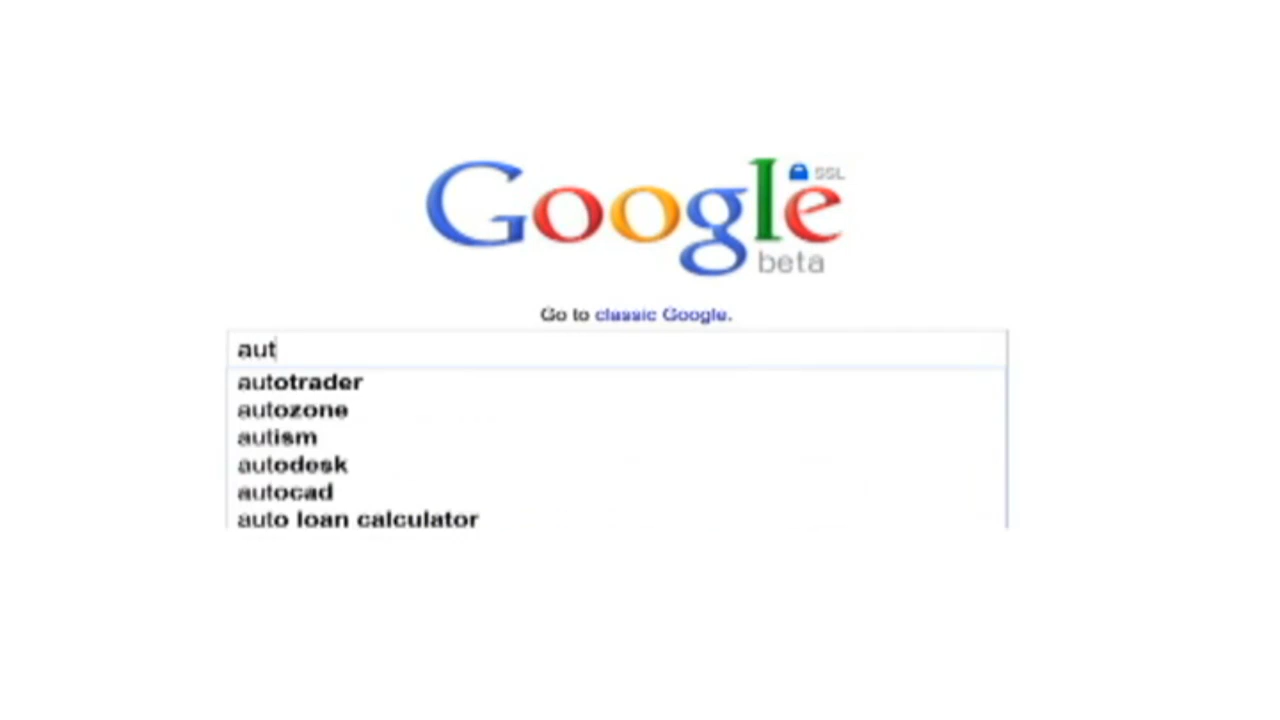 Google
SSL
beta
Go to classic Google.
aut
autotrader
autozone
autism
autodesk
autocad
auto loan calculator